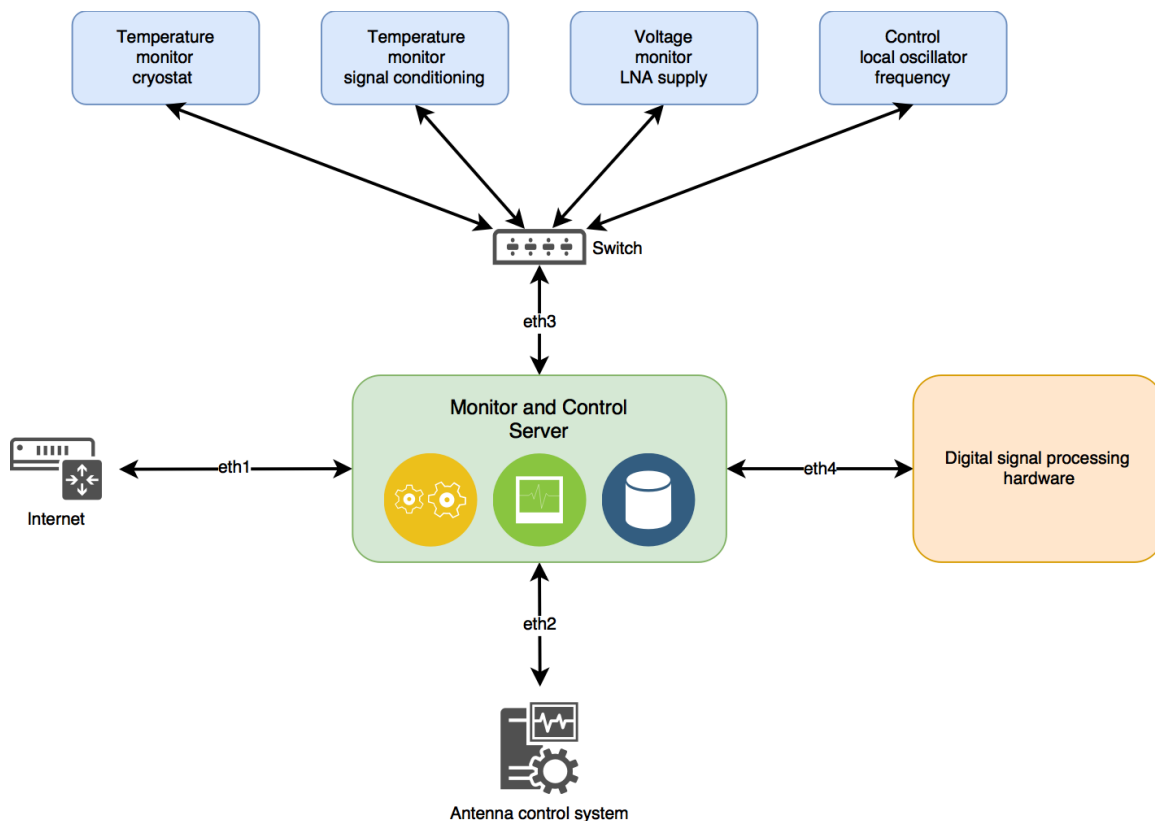 Temperature
monitor
cryostat
Temperature
monitor
signal conditioning
Voltage
monitor
LNA supply
Control
local oscillator
frequency
Switch
eth3
Monitor and Control
Server
eth1
eth4
Digital signal processing
hardware
Internet
eth2
Antenna control system